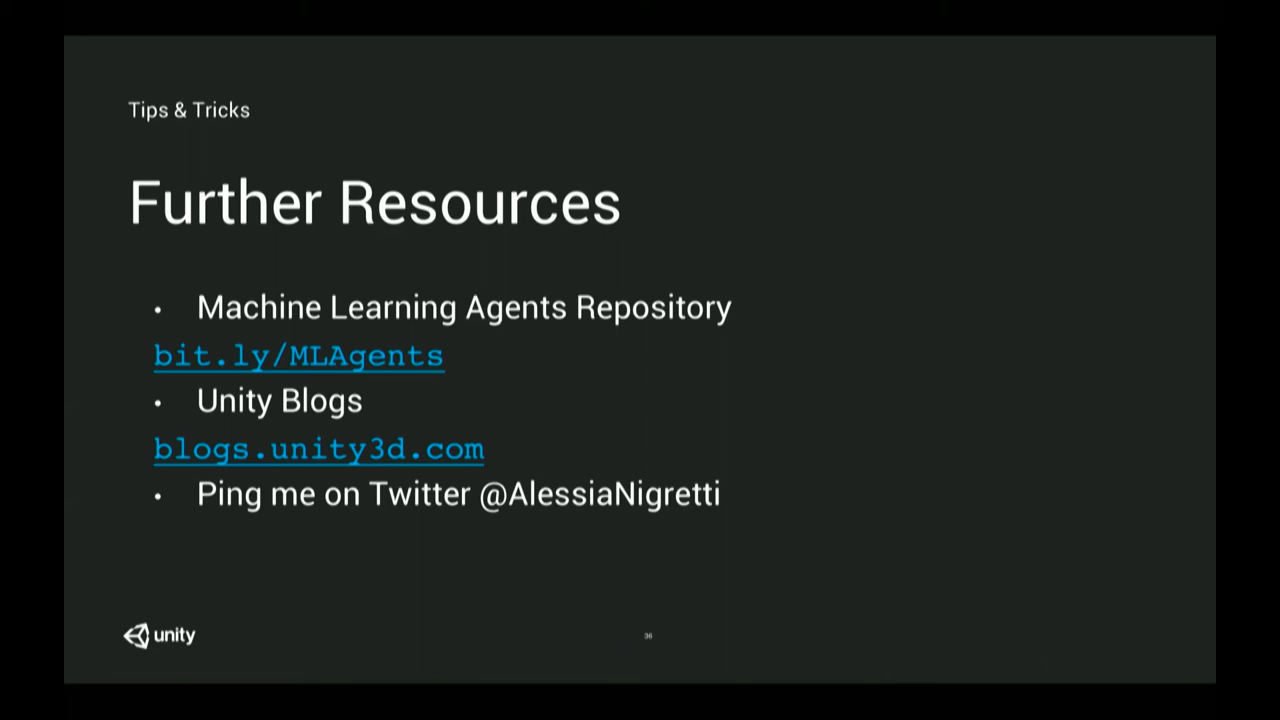 Tips & Tricks
Further Resources
• Machine Learning Agents Repository
bit.ly/MLAgents
• Unity Blogs
blogs.unity3d.com
• Ping me on Twitter @AlessiaNigretti
unity
36